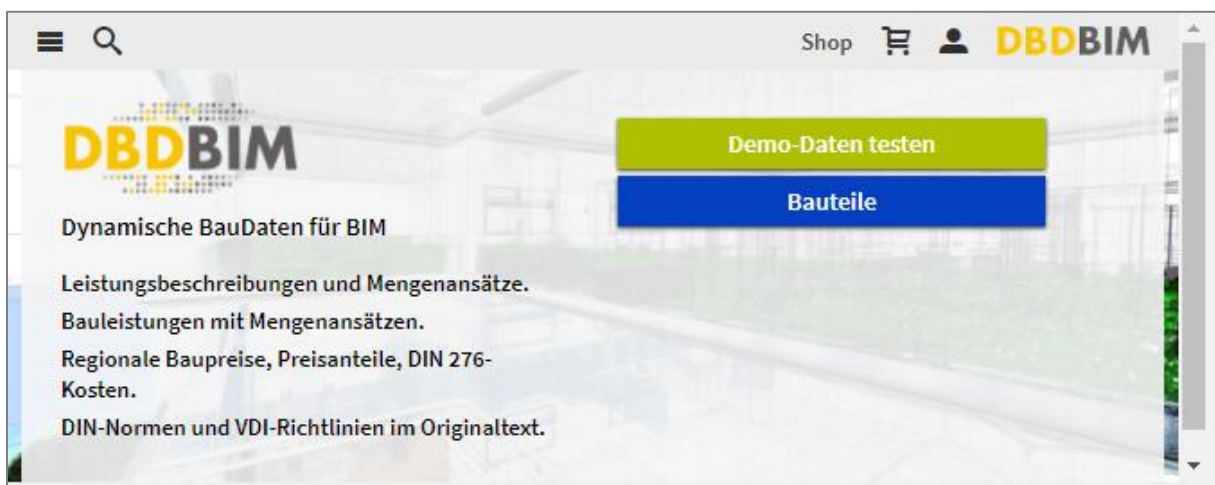 Shop DBDBIM
DBDBIM
Demo-Daten testen
Bauteile
Dynamische BauDaten für BIM
Leistungsbeschreibungen und Mengenansätze.
Bauleistungen mit Mengenansätzen.
Regionale Baupreise, Preisanteile, DIN 276-
Kosten.
DIN-Normen und VDI-Richtlinien im Originaltext.